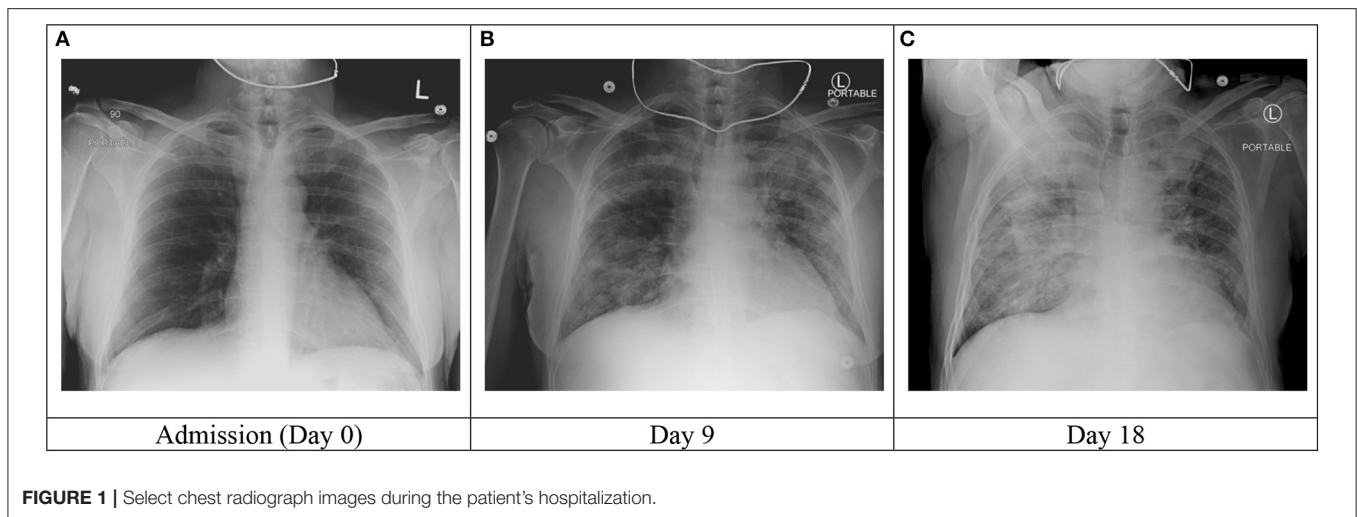 A
B
C
L
90
PORTABLE
L
PORTABLE
L
PORTABLE
Admission (Day 0)
Day 9
Day 18
FIGURE 1 | Select chest radiograph images during the patient's hospitalization.